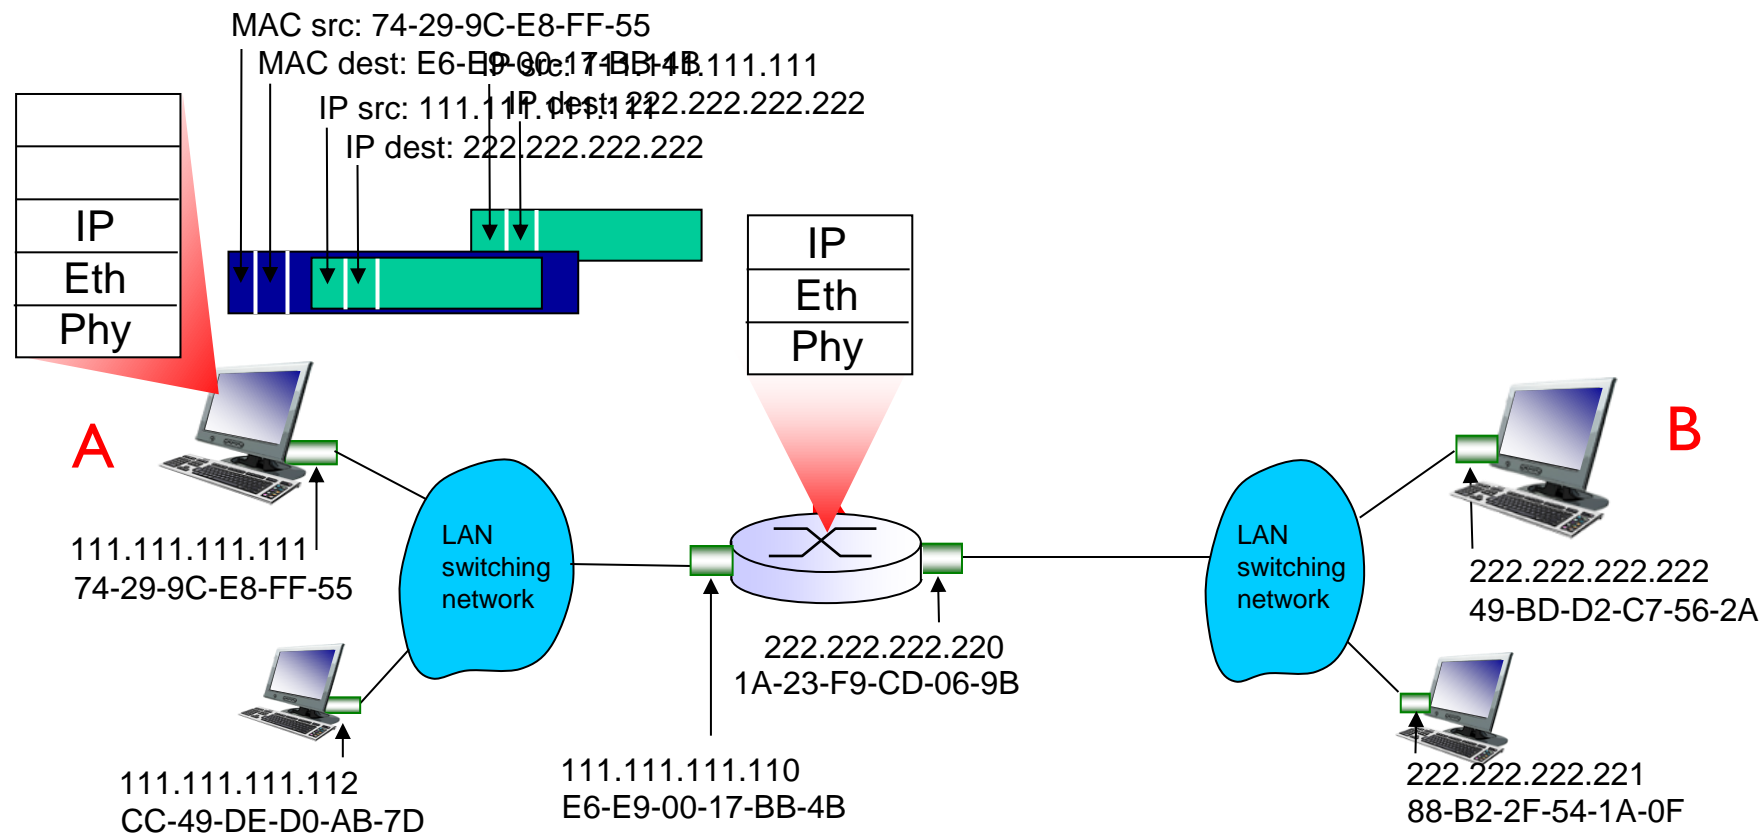 MAC src: 74-29-9C-E8-FF-55
MAC dest: E6-E9-00-17-BB-4B
IP src: 111.111.111.111
IP dest: 222.222.222.222
IP src: 111.111.111.111
IP dest: 222.222.222.222
IP
Eth
Phy
IP
Eth
Phy
A
B
LAN
switching
network
LAN
switching
network
111.111.111.111
74-29-9C-E8-FF-55
222.222.222.222
49-BD-D2-C7-56-2A
222.222.222.220
1A-23-F9-CD-06-9B
111.111.111.112
CC-49-DE-D0-AB-7D
111.111.111.110
E6-E9-00-17-BB-4B
222.222.222.221
88-B2-2F-54-1A-0F